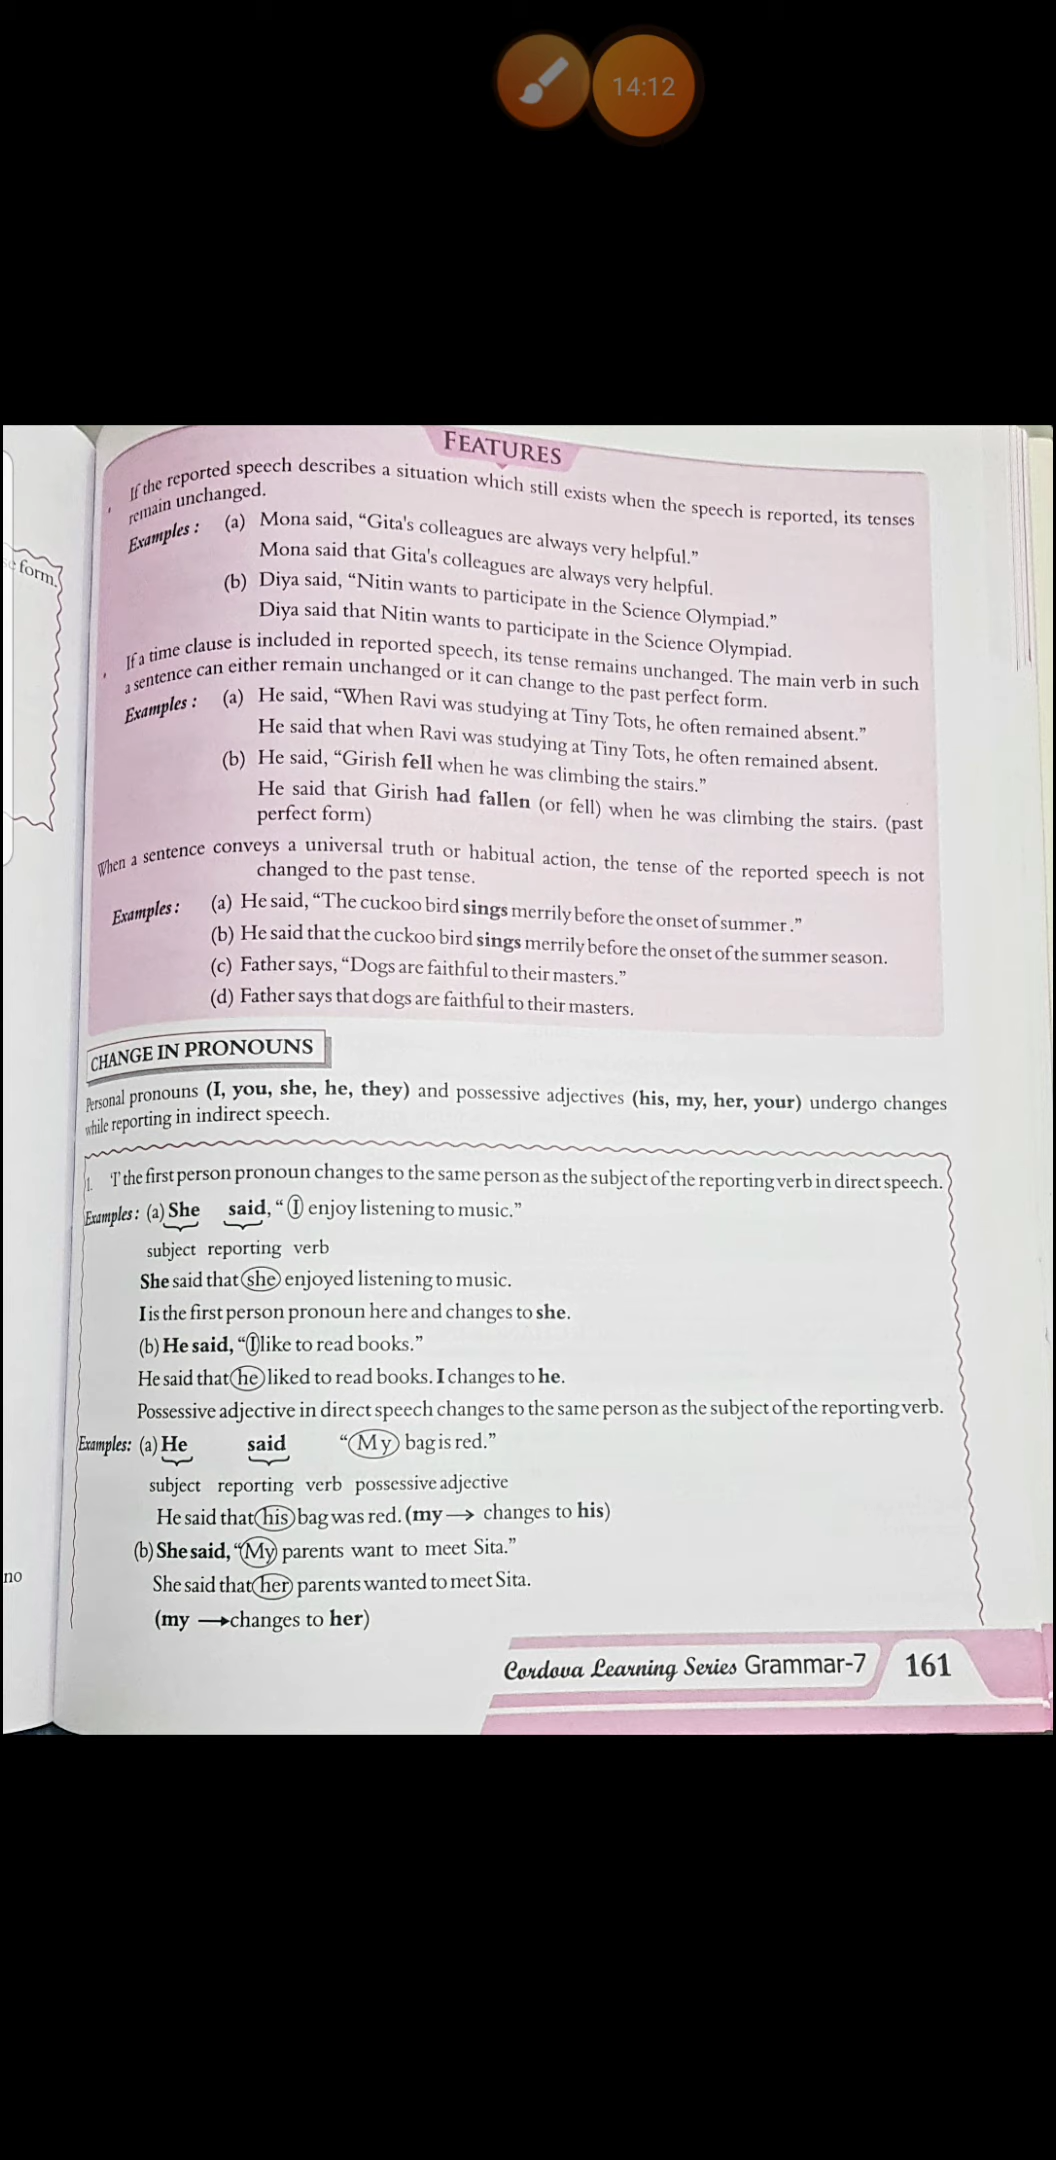 14:12
FEATURES
If the reported speech describes a situation which still exists when the speech is reported, its tenses
remain unchanged.
Examples : (a) Mona said, “Gita's colleagues are always very helpful.”
Mona said that Gita's colleagues are always very helpful.
(b) Diya said, “Nitin wants to participate in the Science Olympiad.”
Diya said that Nitin wants to participate in the Science Olympiad.
If a time clause is included in reported speech, its tense remains unchanged. The main verb in such
a sentence can either remain unchanged or it can change to the past perfect form.
Examples : (a) He said, “When Ravi was studying at Tiny Tots, he often remained absent.”
He said that when Ravi was studying at Tiny Tots, he often remained absent.
(b) He said, “Girish fell when he was climbing the stairs.”
He said that Girish had fallen (or fell) when he was climbing the stairs. (past
perfect form)
When a sentence conveys a universal truth or habitual action, the tense of the reported speech is not
changed to the past tense.
Examples : (a) He said, “The cuckoo bird sings merrily before the onset of summer.”
(b) He said that the cuckoo bird sings merrily before the onset of the summer season.
(c) Father says, “Dogs are faithful to their masters.”
(d) Father says that dogs are faithful to their masters.
form.
CHANGE IN PRONOUNS
Personal pronouns (I, you, she, he, they) and possessive adjectives (his, my, her, your) undergo changes
while reporting in indirect speech.
1. 'I' the first person pronoun changes to the same person as the subject of the reporting verb in direct speech.
Examples : (a) She said, “I enjoy listening to music.”
subject reporting verb
She said that she enjoyed listening to music.
I is the first person pronoun here and changes to she.
(b) He said, “I like to read books.”
He said that he liked to read books. I changes to he.
Possessive adjective in direct speech changes to the same person as the subject of the reporting verb.
Examples: (a) He said “My bag is red.”
subject reporting verb possessive adjective
He said that his bag was red. (my → changes to his)
(b) She said, “My parents want to meet Sita.”
She said that her parents wanted to meet Sita.
(my → changes to her)
no
Cordova Learning Series Grammar-7 161